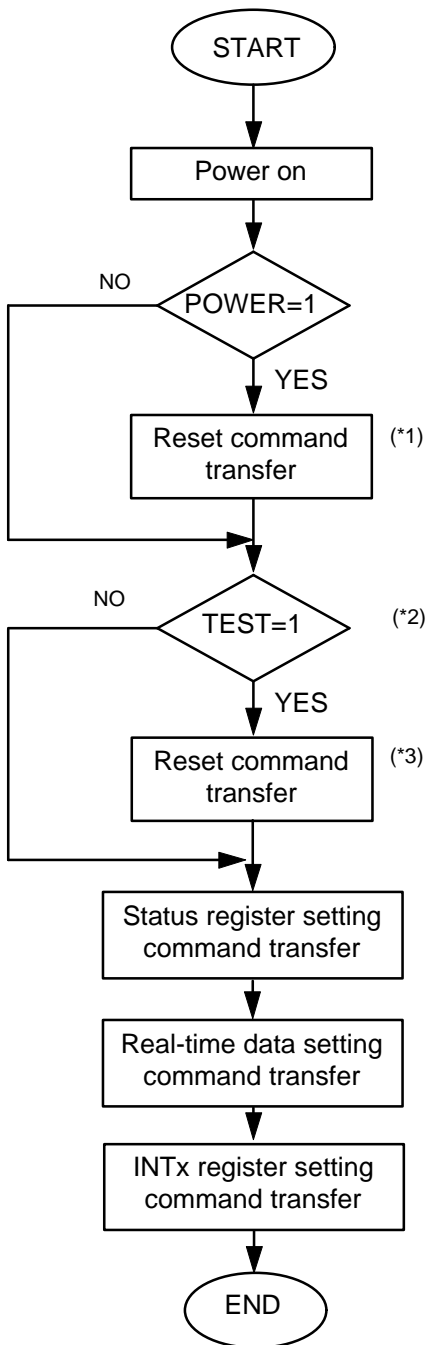 START
Power on
NO
POWER=1
YES
Reset command
transfer
(*1)
NO
TEST=1
(*2)
YES
Reset command
transfer
(*3)
Status register setting
command transfer
Real-time data setting
command transfer
INTx register setting
command transfer
END